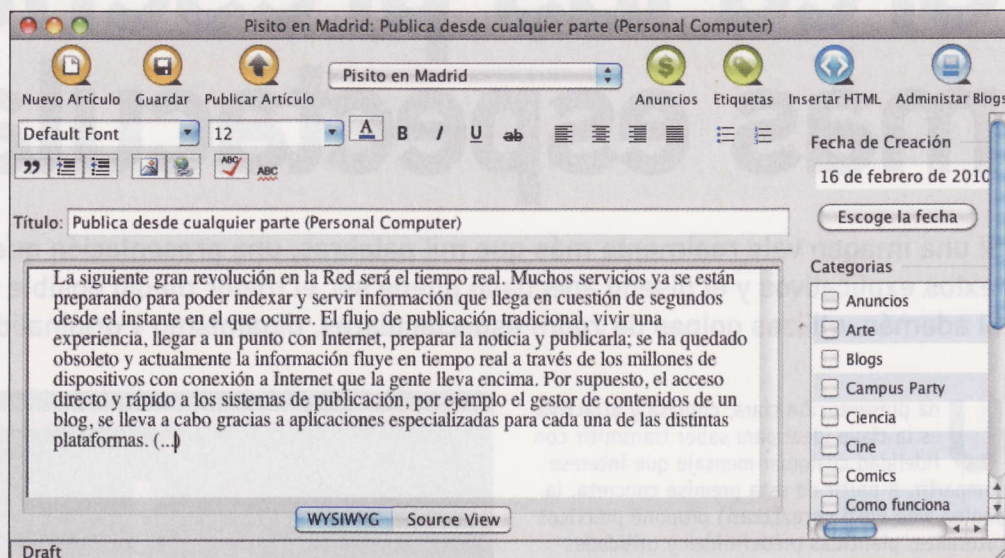 Pisito en Madrid: Publica desde cualquier parte (Personal Computer)
Nuevo Artículo Guardar Publicar Artículo Pisito en Madrid Anuncios Etiquetas Insertar HTML Administar Blogs
Default Font 12 A B I U ab
ABC ABC
Fecha de Creación
16 de febrero de 2010
Escoge la fecha
Título: Publica desde cualquier parte (Personal Computer)
La siguiente gran revolución en la Red será el tiempo real. Muchos servicios ya se están
preparando para poder indexar y servir información que llega en cuestión de segundos
desde el instante en el que ocurre. El flujo de publicación tradicional, vivir una
experiencia, llegar a un punto con Internet, preparar la noticia y publicarla; se ha quedado
obsoleto y actualmente la información fluye en tiempo real a través de los millones de
dispositivos con conexión a Internet que la gente lleva encima. Por supuesto, el acceso
directo y rápido a los sistemas de publicación, por ejemplo el gestor de contenidos de un
blog, se lleva a cabo gracias a aplicaciones especializadas para cada una de las distintas
plataformas. (...)
Categorias
Anuncios
Arte
Blogs
Campus Party
Ciencia
Cine
Comics
Como funciona
WYSIWYG Source View
Draft